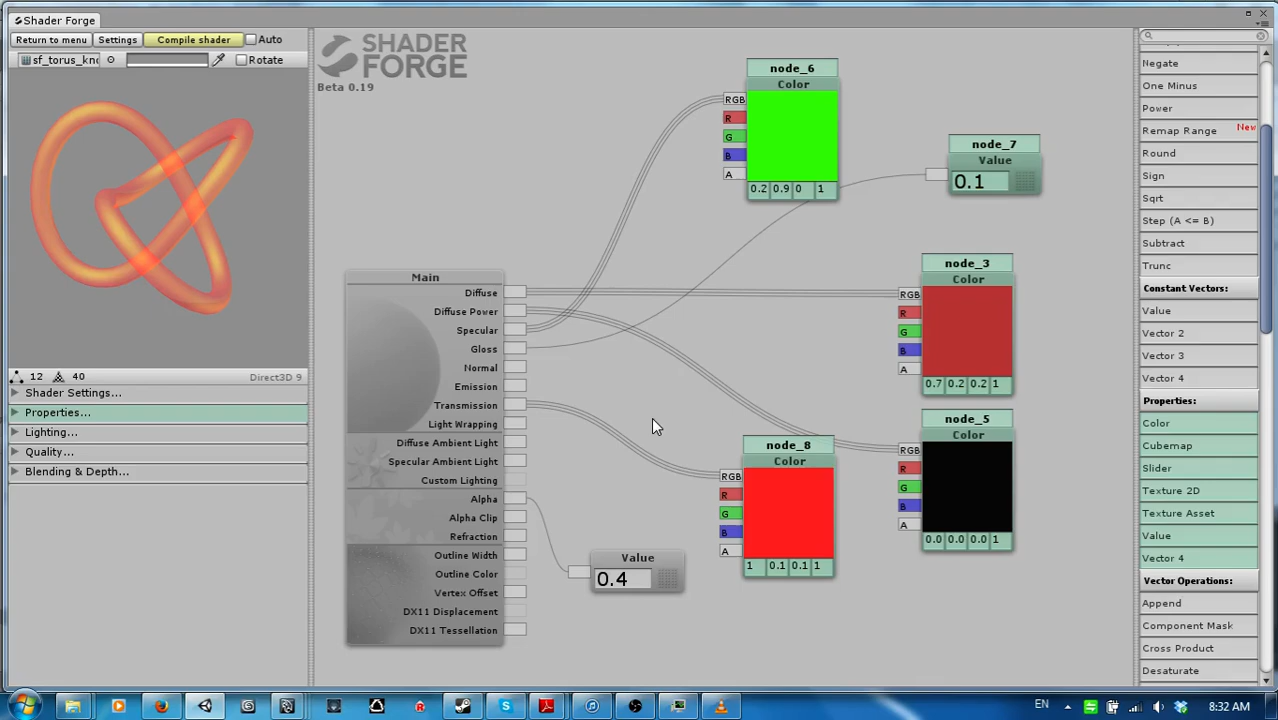 Shader Forge
Return to menu
Settings
Compile shader
Auto
sf_torus_kn
Rotate
12
40
Direct3D 9
Shader Settings...
Properties...
Lighting...
Quality...
Blending & Depth...
SHADER
FORGE
Beta 0.19
Main
Diffuse
Diffuse Power
Specular
Gloss
Normal
Emission
Transmission
Light Wrapping
Diffuse Ambient Light
Specular Ambient Light
Custom Lighting
Alpha
Alpha Clip
Refraction
Outline Width
Outline Color
Vertex Offset
DX11 Displacement
DX11 Tessellation
Value
0.4
node_6
Color
RGB
R
G
B
A
0.2 0.9 0 1
node_7
Value
0.1
node_3
Color
RGB
R
G
B
A
0.7 0.2 0.2 1
node_8
Color
RGB
R
G
B
A
1 0.1 0.1 1
node_5
Color
RGB
R
G
B
A
0.0 0.0 0.0 1
Negate
One Minus
Power
Remap Range New
Round
Sign
Sqrt
Step (A <= B)
Subtract
Trunc
Constant Vectors:
Value
Vector 2
Vector 3
Vector 4
Properties:
Color
Cubemap
Slider
Texture 2D
Texture Asset
Value
Vector 4
Vector Operations:
Append
Component Mask
Cross Product
Desaturate
EN
8:32 AM